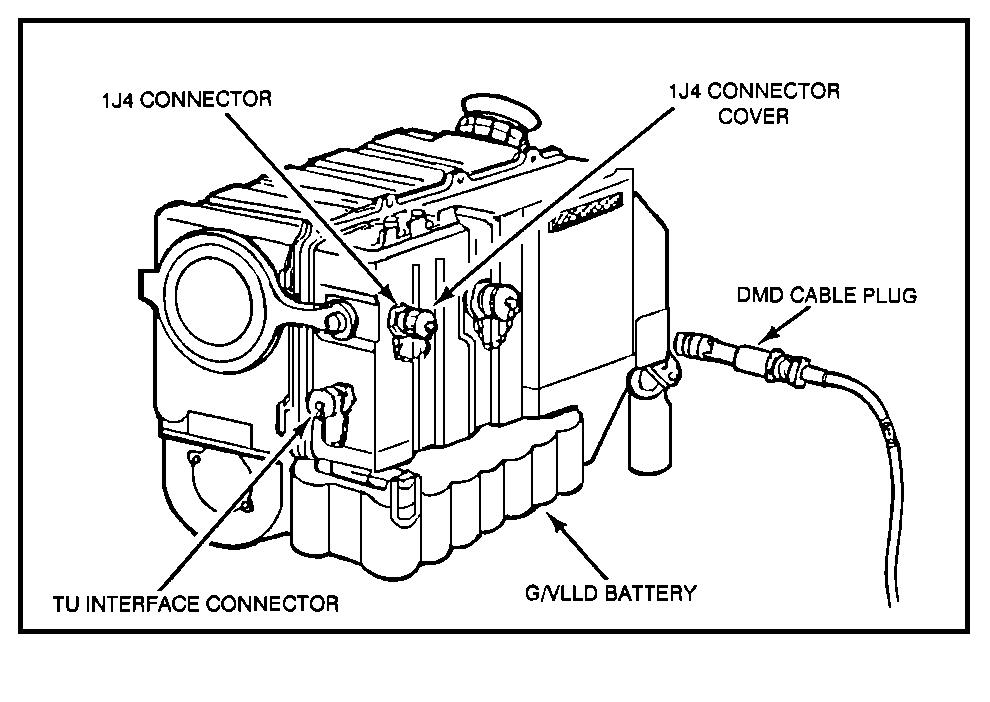 1J4 CONNECTOR
1J4 CONNECTOR
COVER
DMD CABLE PLUG
G/VLLD BATTERY
TU INTERFACE CONNECTOR